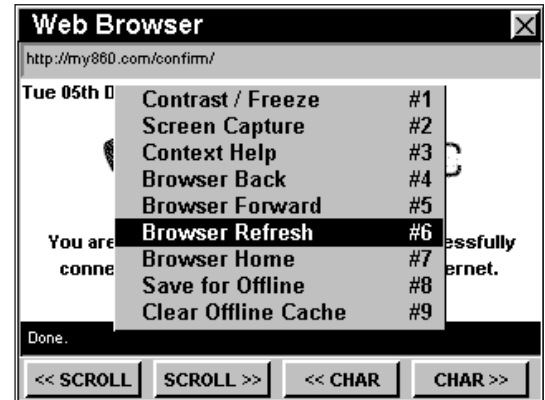 Web Browser
http://my860.com/confirm/
Tue 05th
Contrast / Freeze #1
Screen Capture #2
Context Help #3
Browser Back #4
Browser Forward #5
Browser Refresh #6
Browser Home #7
Save for Offline #8
Clear Offline Cache #9
You are
conne ernet.
Done.
<< SCROLL SCROLL >> << CHAR CHAR >>